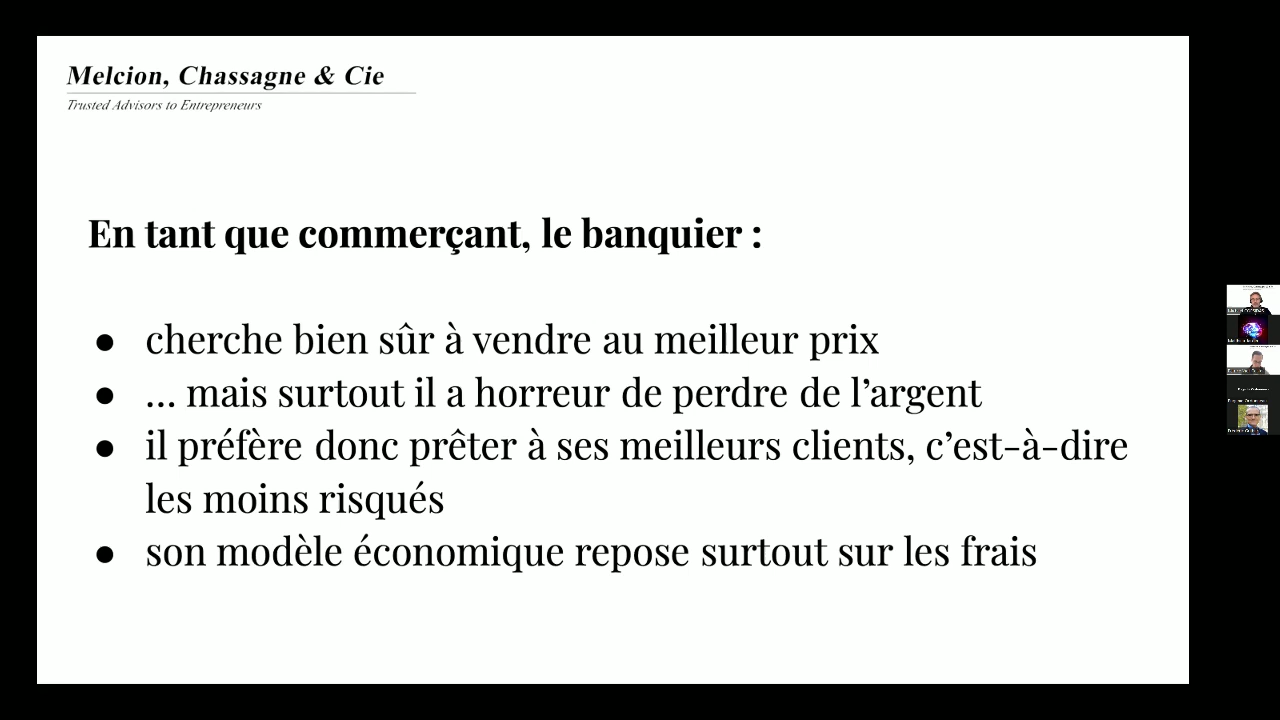 Melcion, Chassagne & Cie
Trusted Advisors to Entrepreneurs
En tant que commerçant, le banquier :
● cherche bien sûr à vendre au meilleur prix
● ... mais surtout il a horreur de perdre de l’argent
● il préfère donc prêter à ses meilleurs clients, c’est-à-dire
les moins risqués
● son modèle économique repose surtout sur les frais